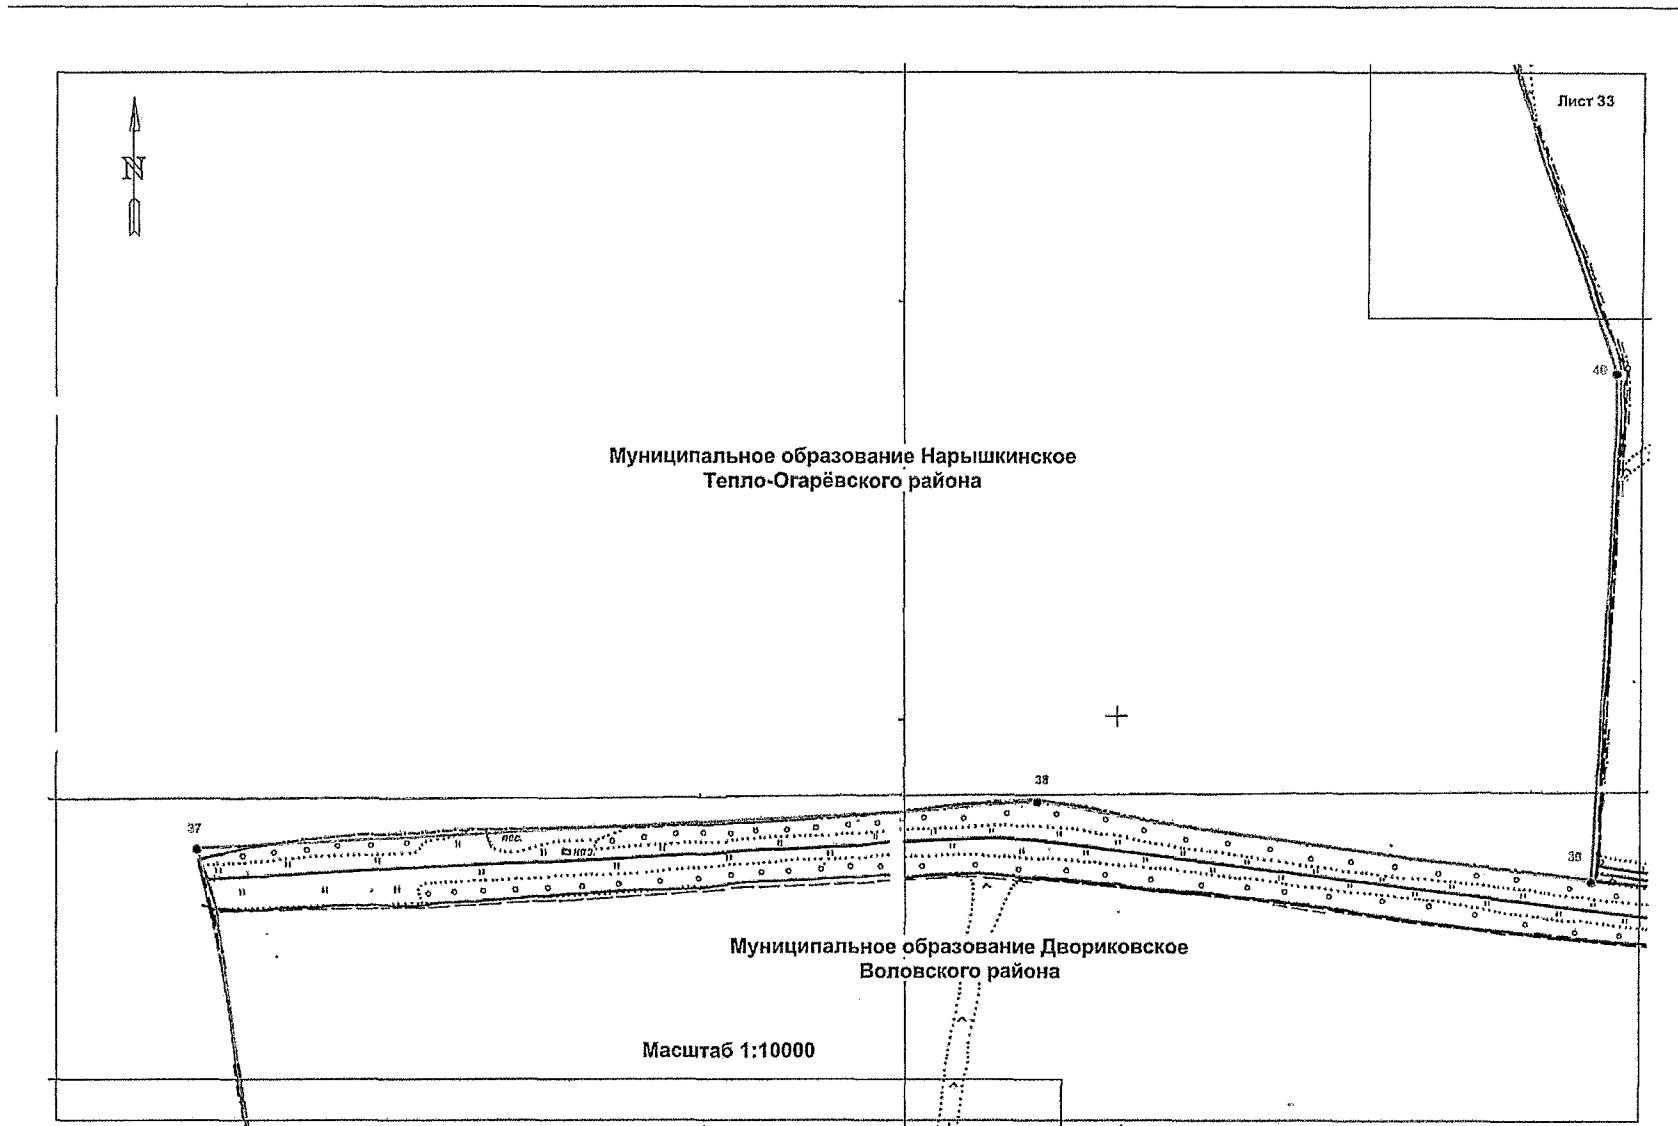 Лист 33
N
40
Муниципальное образование Нарышкинское
Тепло-Огарёвского района
38
37
пос.
39
Муниципальное образование Двориковское
Воловского района
Масштаб 1:10000